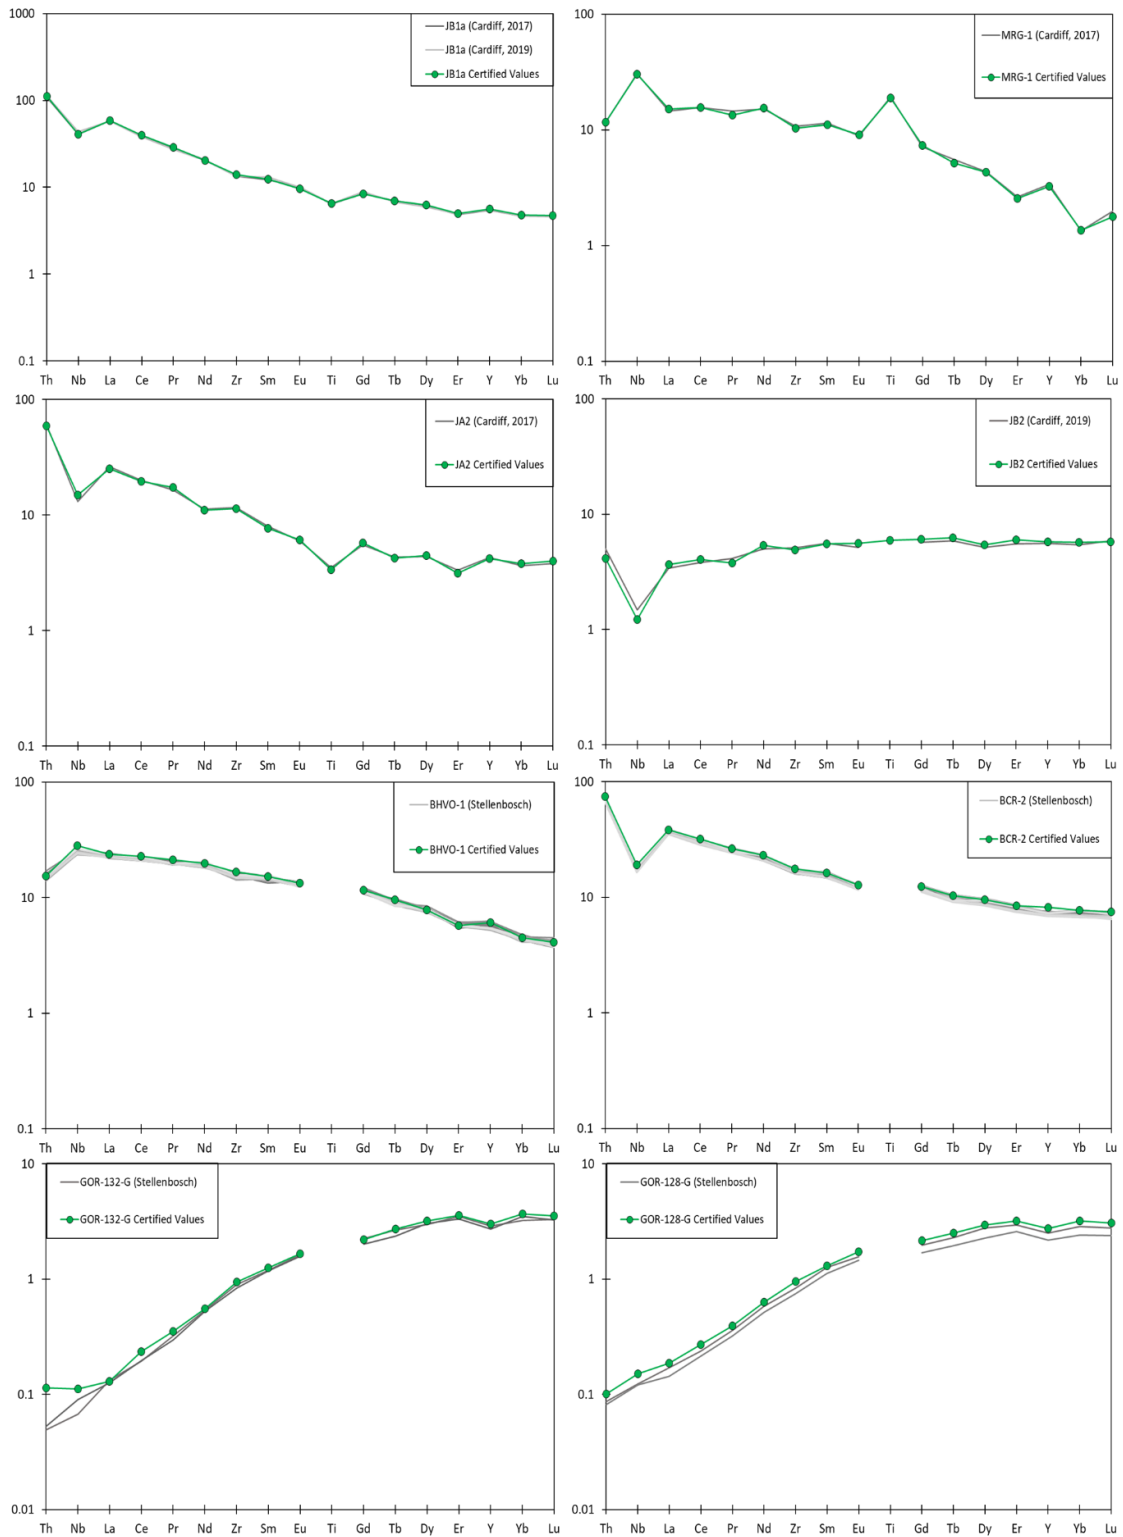 1000
100
10
1
0.1
JB1a (Cardiff, 2017)
JB1a (Cardiff, 2019)
JB1a Certified Values
Th Nb La Ce Pr Nd Zr Sm Eu Ti Gd Tb Dy Er Y Yb Lu
100
10
1
0.1
MRG-1 (Cardiff, 2017)
MRG-1 Certified Values
Th Nb La Ce Pr Nd Zr Sm Eu Ti Gd Tb Dy Er Y Yb Lu
100
10
1
0.1
JA2 (Cardiff, 2017)
JA2 Certified Values
Th Nb La Ce Pr Nd Zr Sm Eu Ti Gd Tb Dy Er Y Yb Lu
100
10
1
0.1
JB2 (Cardiff, 2019)
JB2 Certified Values
Th Nb La Ce Pr Nd Zr Sm Eu Ti Gd Tb Dy Er Y Yb Lu
100
10
1
0.1
BHVO-1 (Stellenbosch)
BHVO-1 Certified Values
Th Nb La Ce Pr Nd Zr Sm Eu Ti Gd Tb Dy Er Y Yb Lu
100
10
1
0.1
BCR-2 (Stellenbosch)
BCR-2 Certified Values
Th Nb La Ce Pr Nd Zr Sm Eu Ti Gd Tb Dy Er Y Yb Lu
10
1
0.1
0.01
GOR-132-G (Stellenbosch)
GOR-132-G Certified Values
Th Nb La Ce Pr Nd Zr Sm Eu Ti Gd Tb Dy Er Y Yb Lu
10
1
0.1
0.01
GOR-128-G (Stellenbosch)
GOR-128-G Certified Values
Th Nb La Ce Pr Nd Zr Sm Eu Ti Gd Tb Dy Er Y Yb Lu